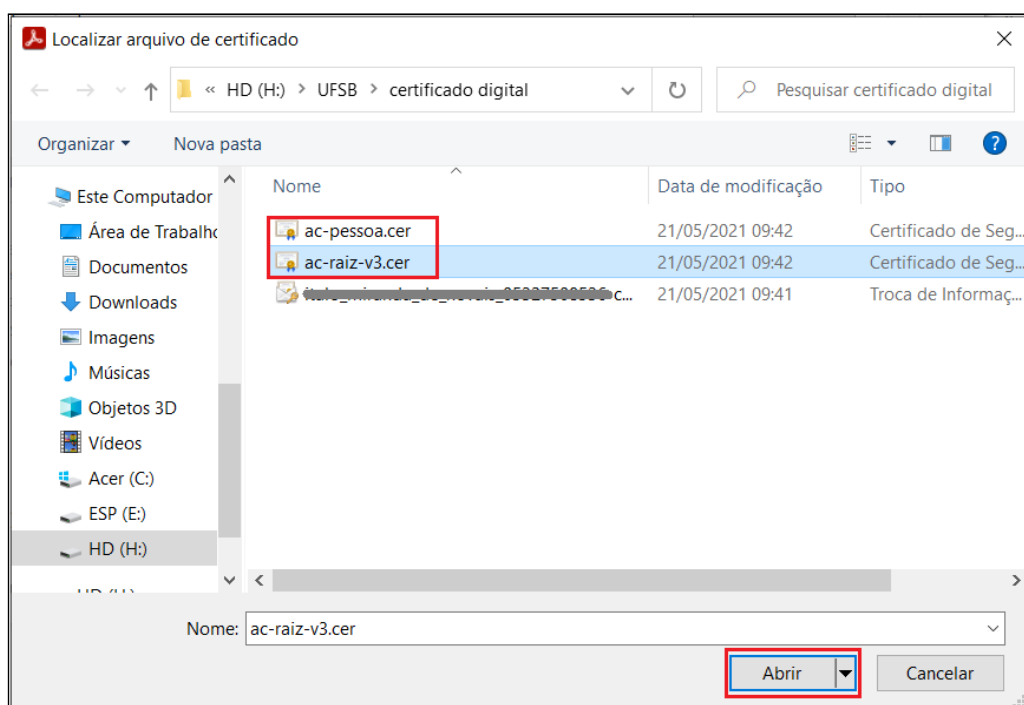 Localizar arquivo de certificado
« HD (H:) > UFSB > certificado digital
Pesquisar certificado digital
Organizar
Nova pasta
Nome
Data de modificação
Tipo
ac-pessoa.cer
21/05/2021 09:42
Certificado de Seg...
ac-raiz-v3.cer
21/05/2021 09:42
Certificado de Seg...
21/05/2021 09:41
Troca de Informaç...
Este Computador
Área de Trabalho
Documentos
Downloads
Imagens
Músicas
Objetos 3D
Vídeos
Acer (C:)
ESP (E:)
HD (H:)
Nome:
ac-raiz-v3.cer
Abrir
Cancelar